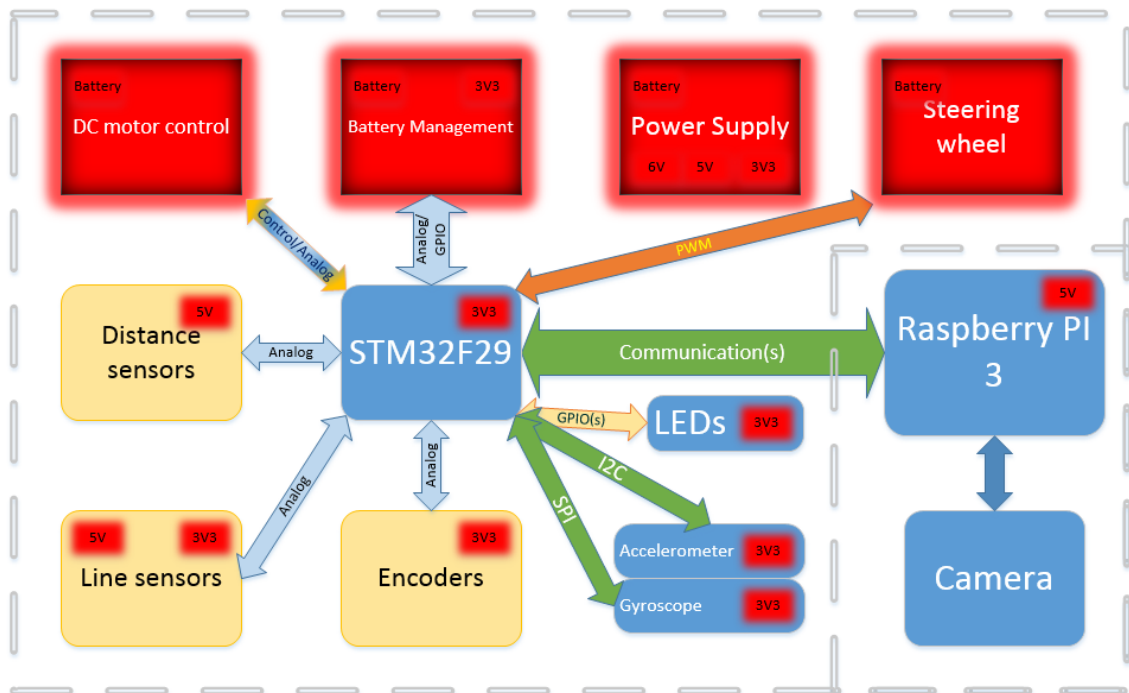 Battery
DC motor control
Battery
3V3
Battery Management
Battery
Power Supply
6V
5V
3V3
Battery
Steering
wheel
Control/Analog
Analog/
GPIO
PWM
5V
Distance
sensors
Analog
3V3
STM32F29
Communication(s)
5V
Raspberry PI
3
GPIO(s)
LEDs
3V3
I2C
SPI
Analog
Analog
5V
3V3
Line sensors
3V3
Encoders
Accelerometer
3V3
Gyroscope
3V3
Camera